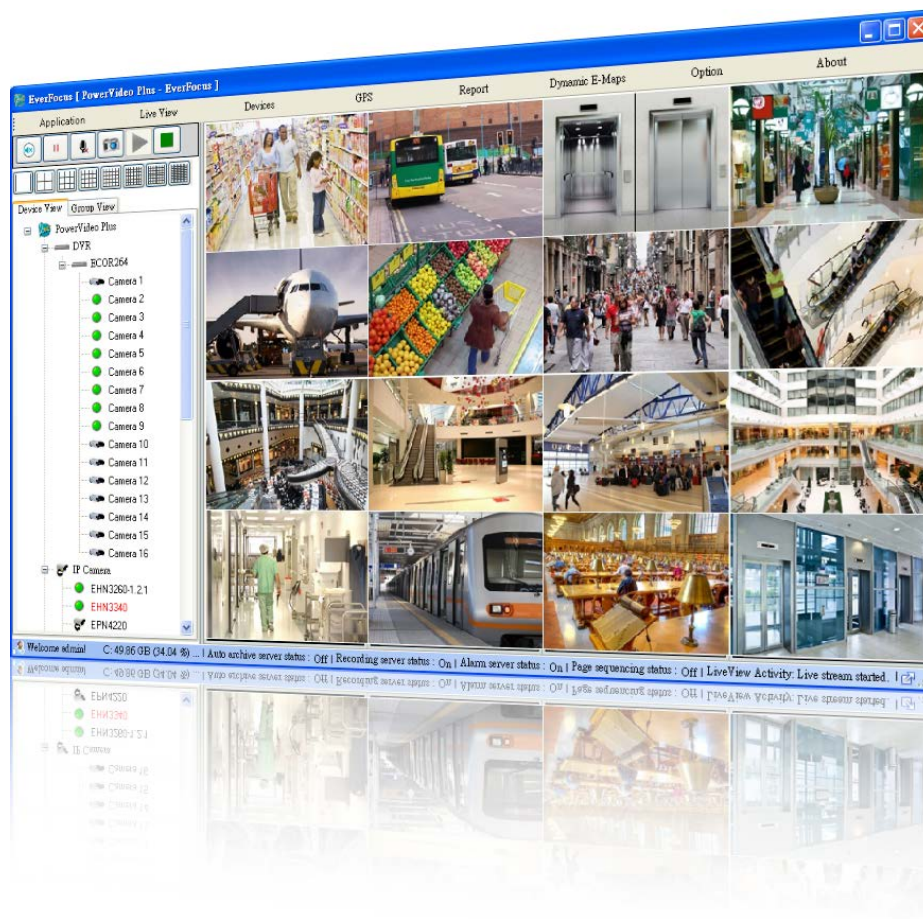 EverFocus [ PowerVideo Plus - EverFocus ]
Application Live View Devices GPS Report Dynamic E-Maps Option About
Device View Group View
PowerVideo Plus
DVR
ECOR264
Camera 1
Camera 2
Camera 3
Camera 4
Camera 5
Camera 6
Camera 7
Camera 8
Camera 9
Camera 10
Camera 11
Camera 12
Camera 13
Camera 14
Camera 15
Camera 16
IP Camera
EHN3260-1.2.1
EHN3340
EPN4220
Welcome admin! C: 49.86 GB (34.04 %) ... | Auto archive server status : Off | Recording server status : On | Alarm server status : On | Page sequencing status : Off | LiveView Activity: Live stream started. |